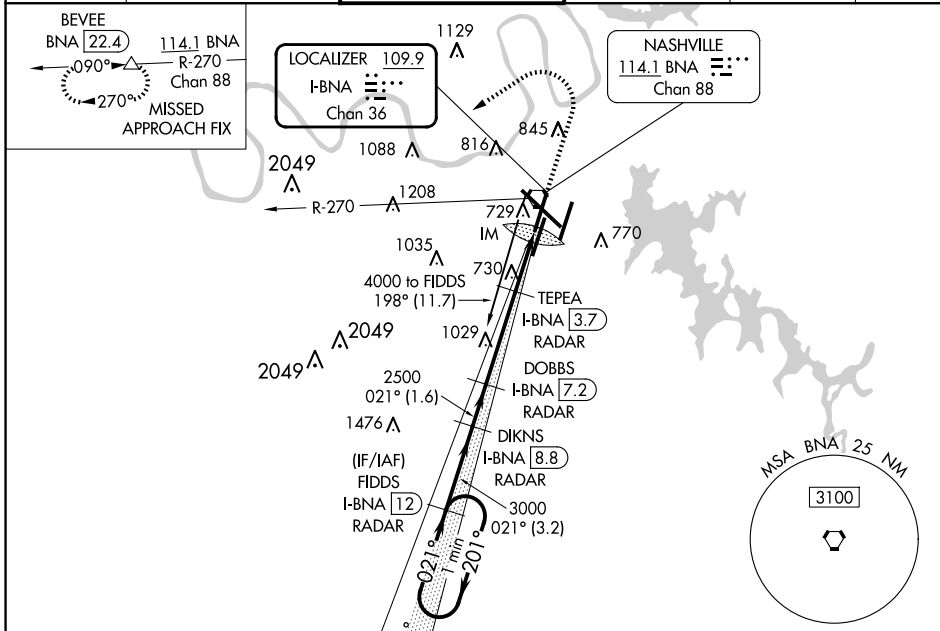 BEVEE
BNA 22.4
114.1 BNA
090°
R-270
Chan 88
270°
MISSED
APPROACH FIX
LOCALIZER 109.9
I-BNA
Chan 36
1129
NASHVILLE
114.1 BNA
Chan 88
845
816
1088
2049
1208
R-270
729
IM
770
1035
730
4000 to FIDDS
198° (11.7)
TEPEA
I-BNA 3.7
RADAR
1029
2049
2049
DOBBS
I-BNA 7.2
RADAR
2500
021° (1.6)
1476
DIKNS
I-BNA 8.8
RADAR
(IF/IAF)
FIDDS
I-BNA 12
RADAR
3000
021° (3.2)
021°
1 min
201°
MSA BNA 25 NM
3100